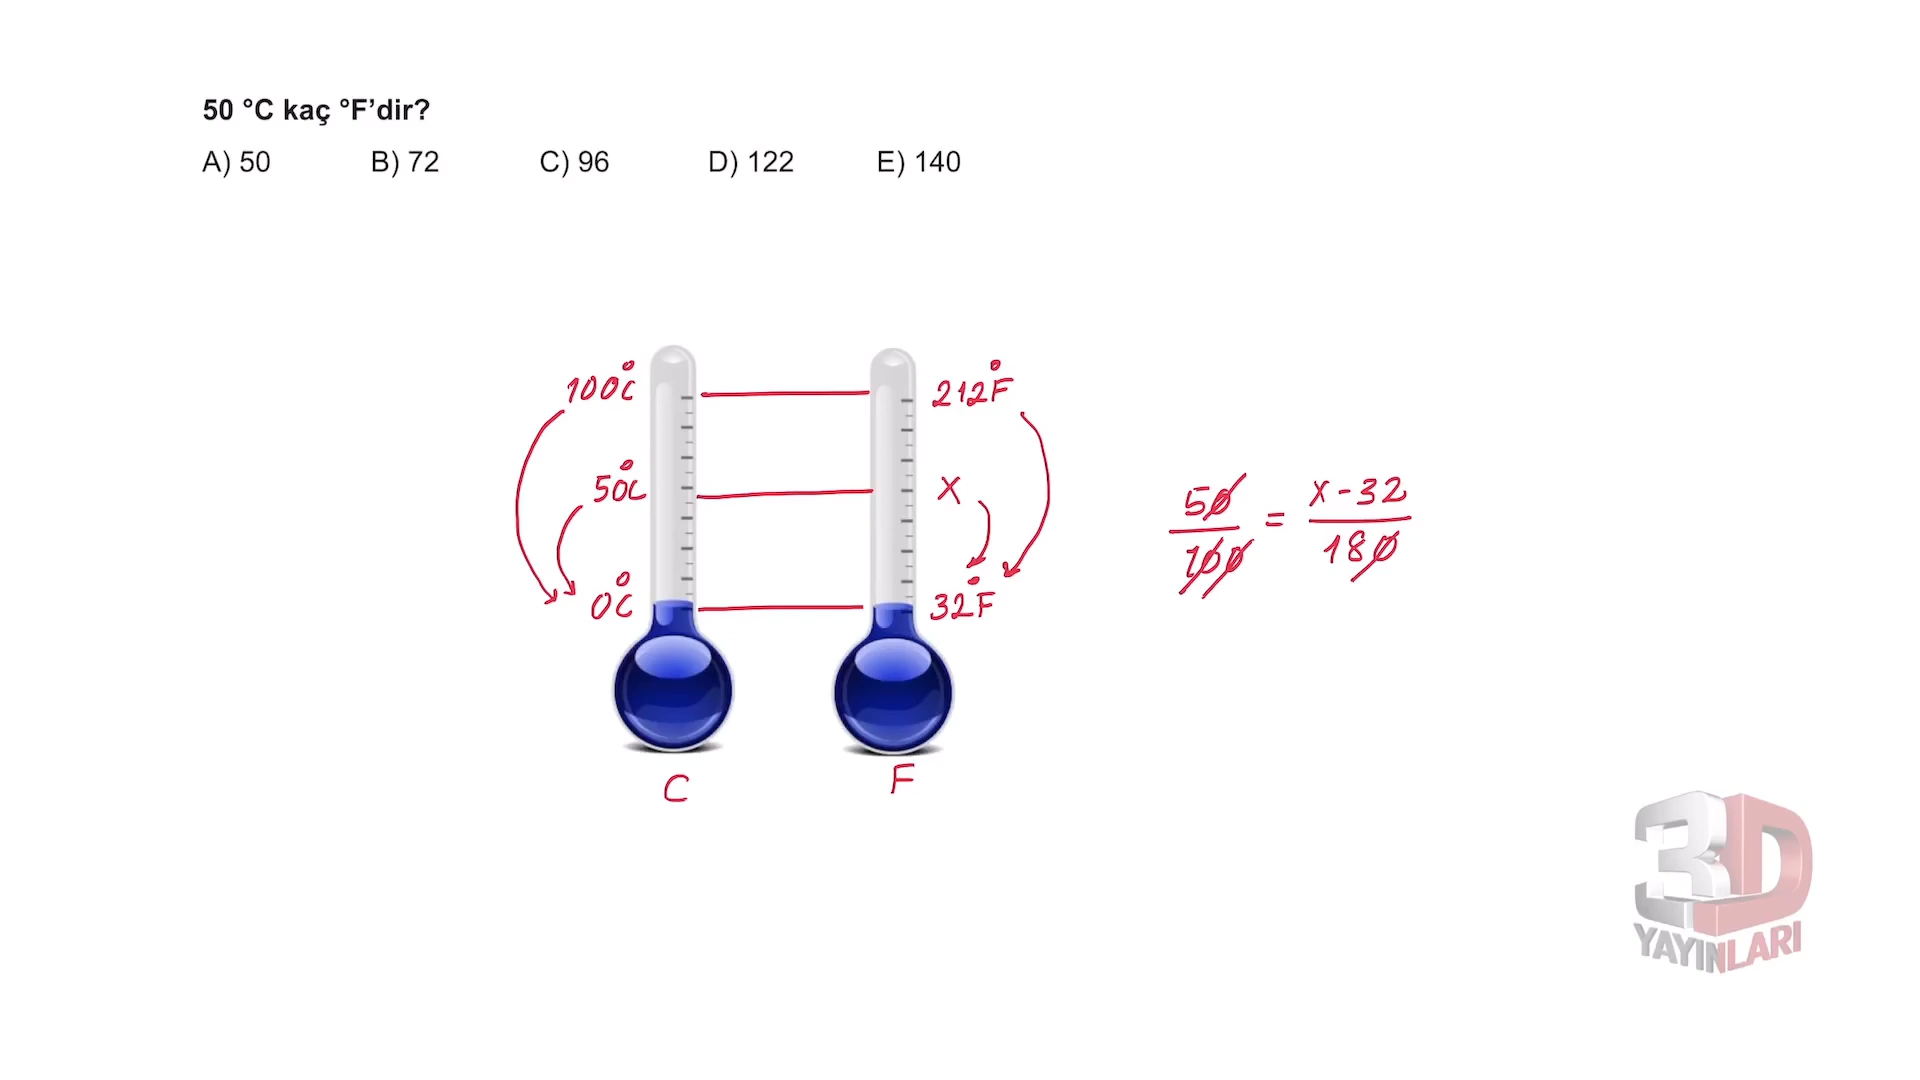 50 °C kaç °F’dir?
A) 50 B) 72 C) 96 D) 122 E) 140
100°C 212°F
50°C x
0°C 32°F
C F
50/100 = x-32/180
3D
YAYINLARI